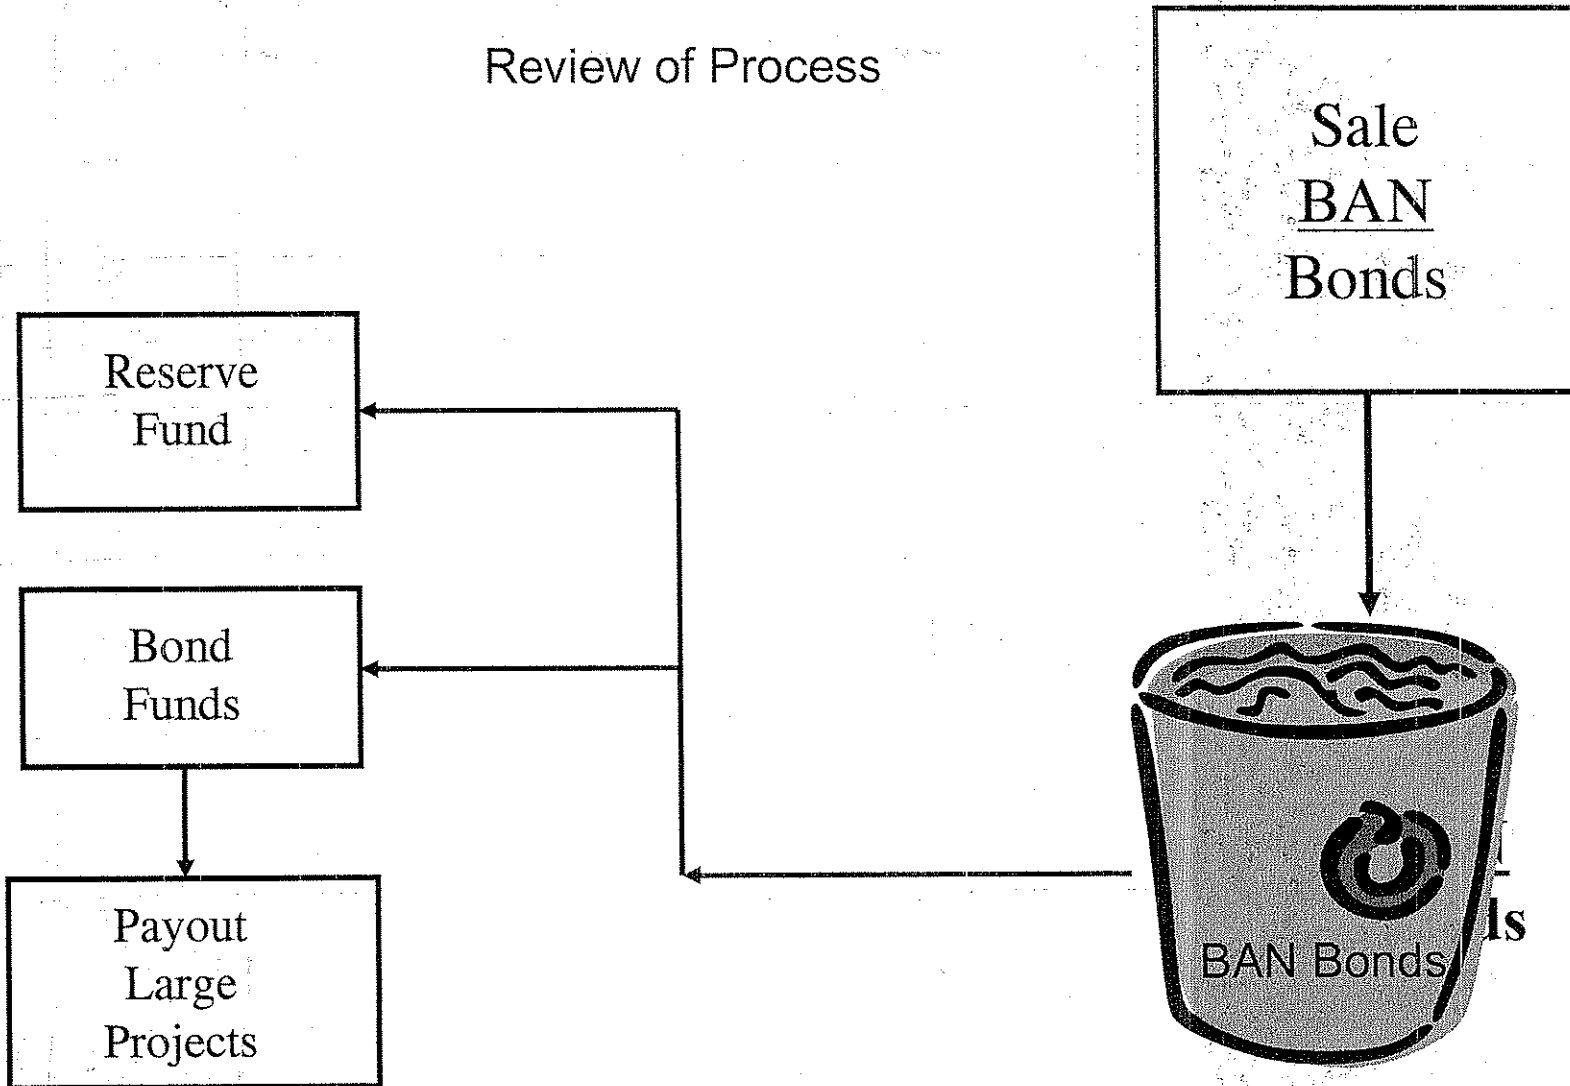 Review of Process
Sale
BAN
Bonds
Reserve
Fund
Bond
Funds
Payout
Large
Projects
BAN Bonds